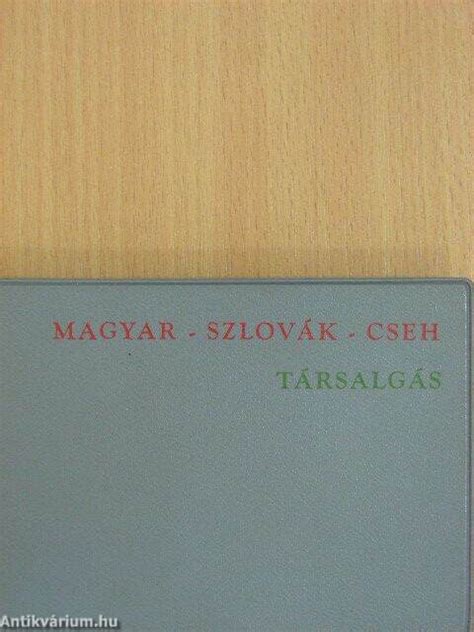 MAGYAR - SZLOVÁK - CSEH
TÁRSALGÁS
Antikvárium.hu